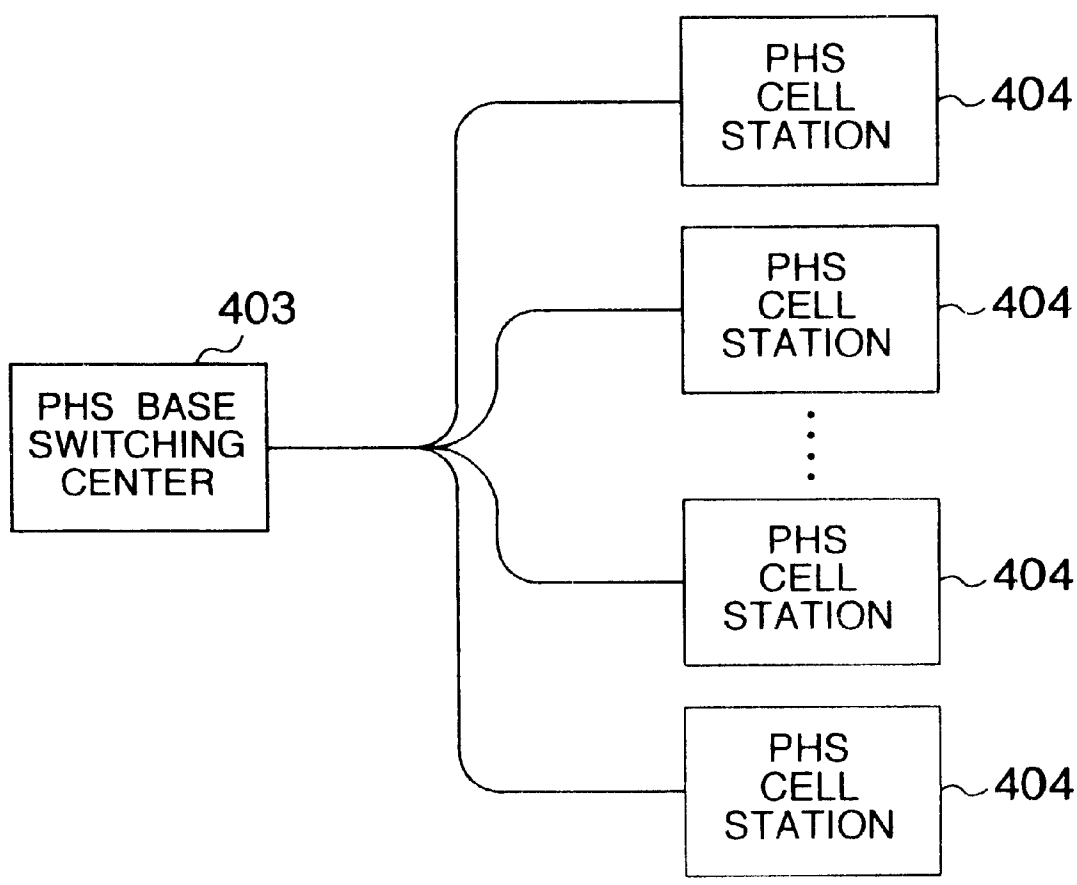 403
PHS BASE
SWITCHING
CENTER
PHS
CELL
STATION
404
PHS
CELL
STATION
404
PHS
CELL
STATION
404
PHS
CELL
STATION
404